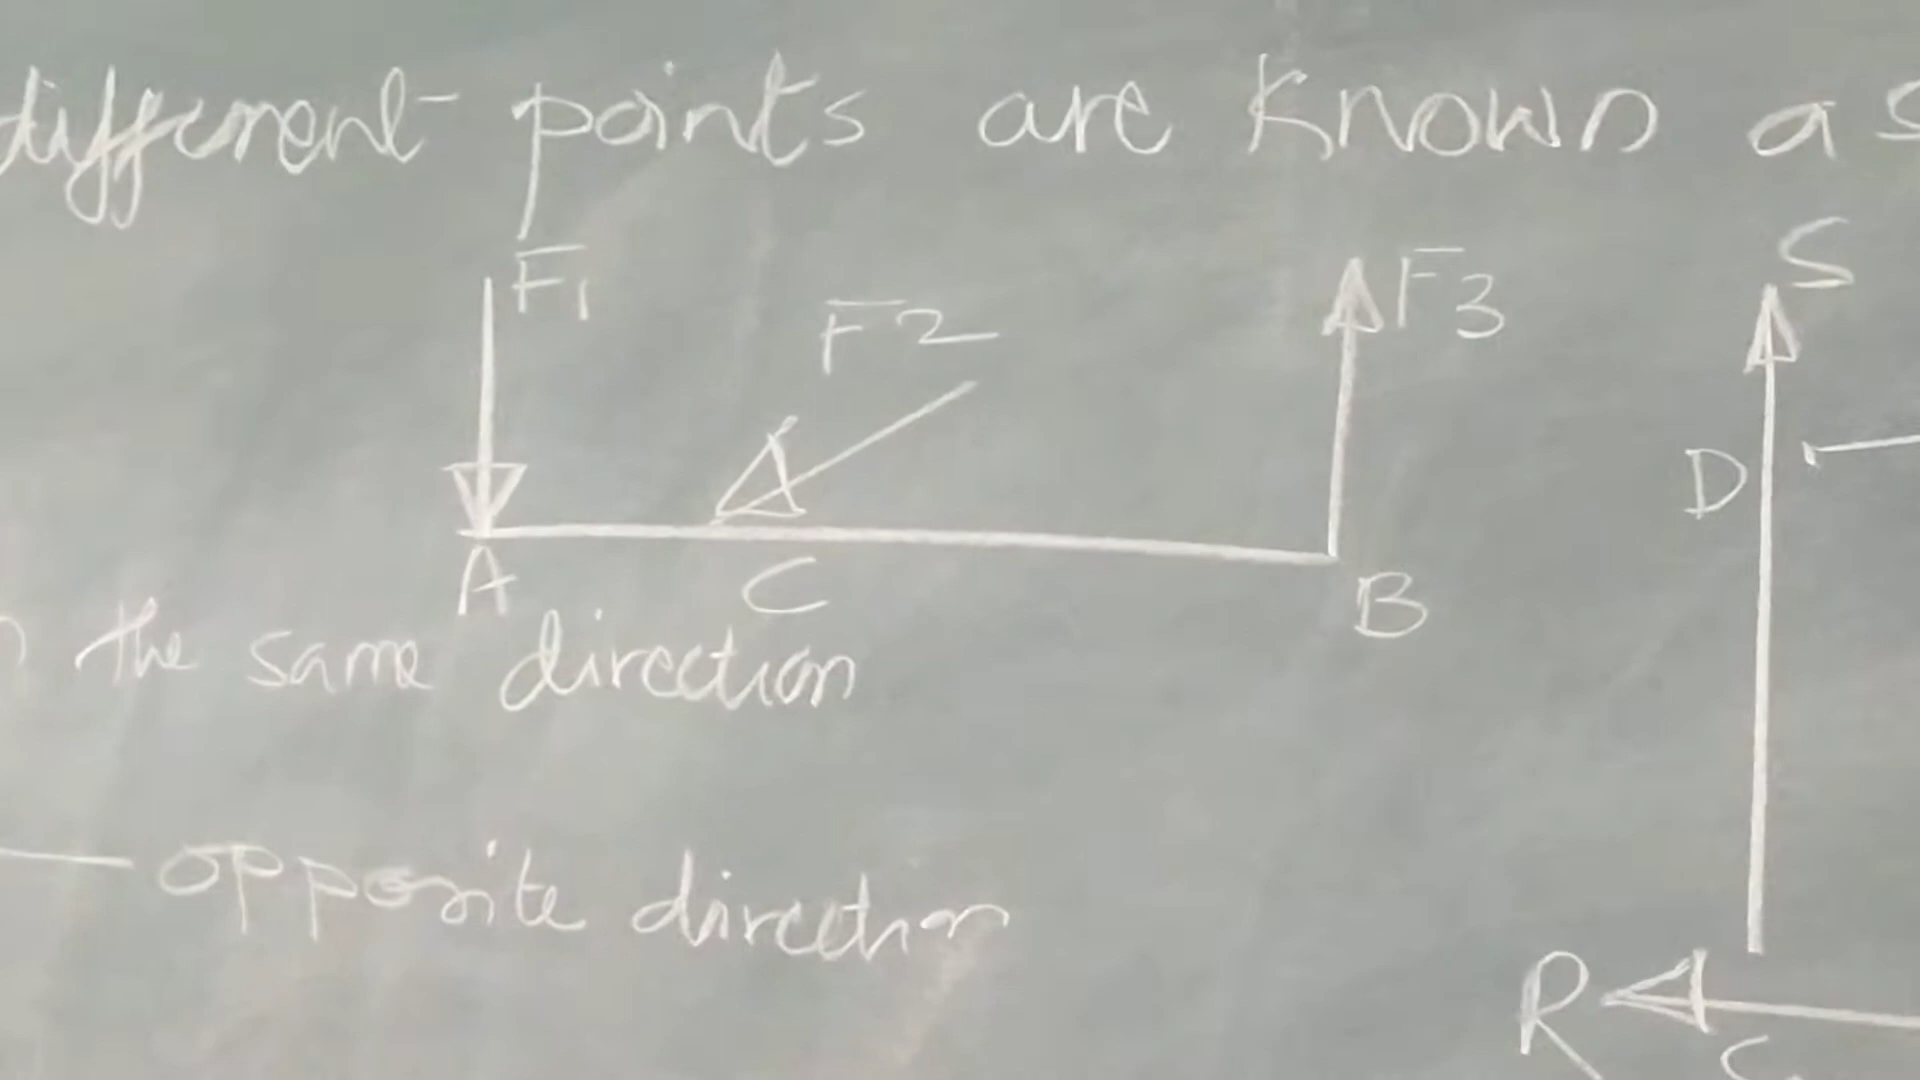 different points are known as
F1 F2 F3 S
D
A C B
the same direction
opposite direction
R
C